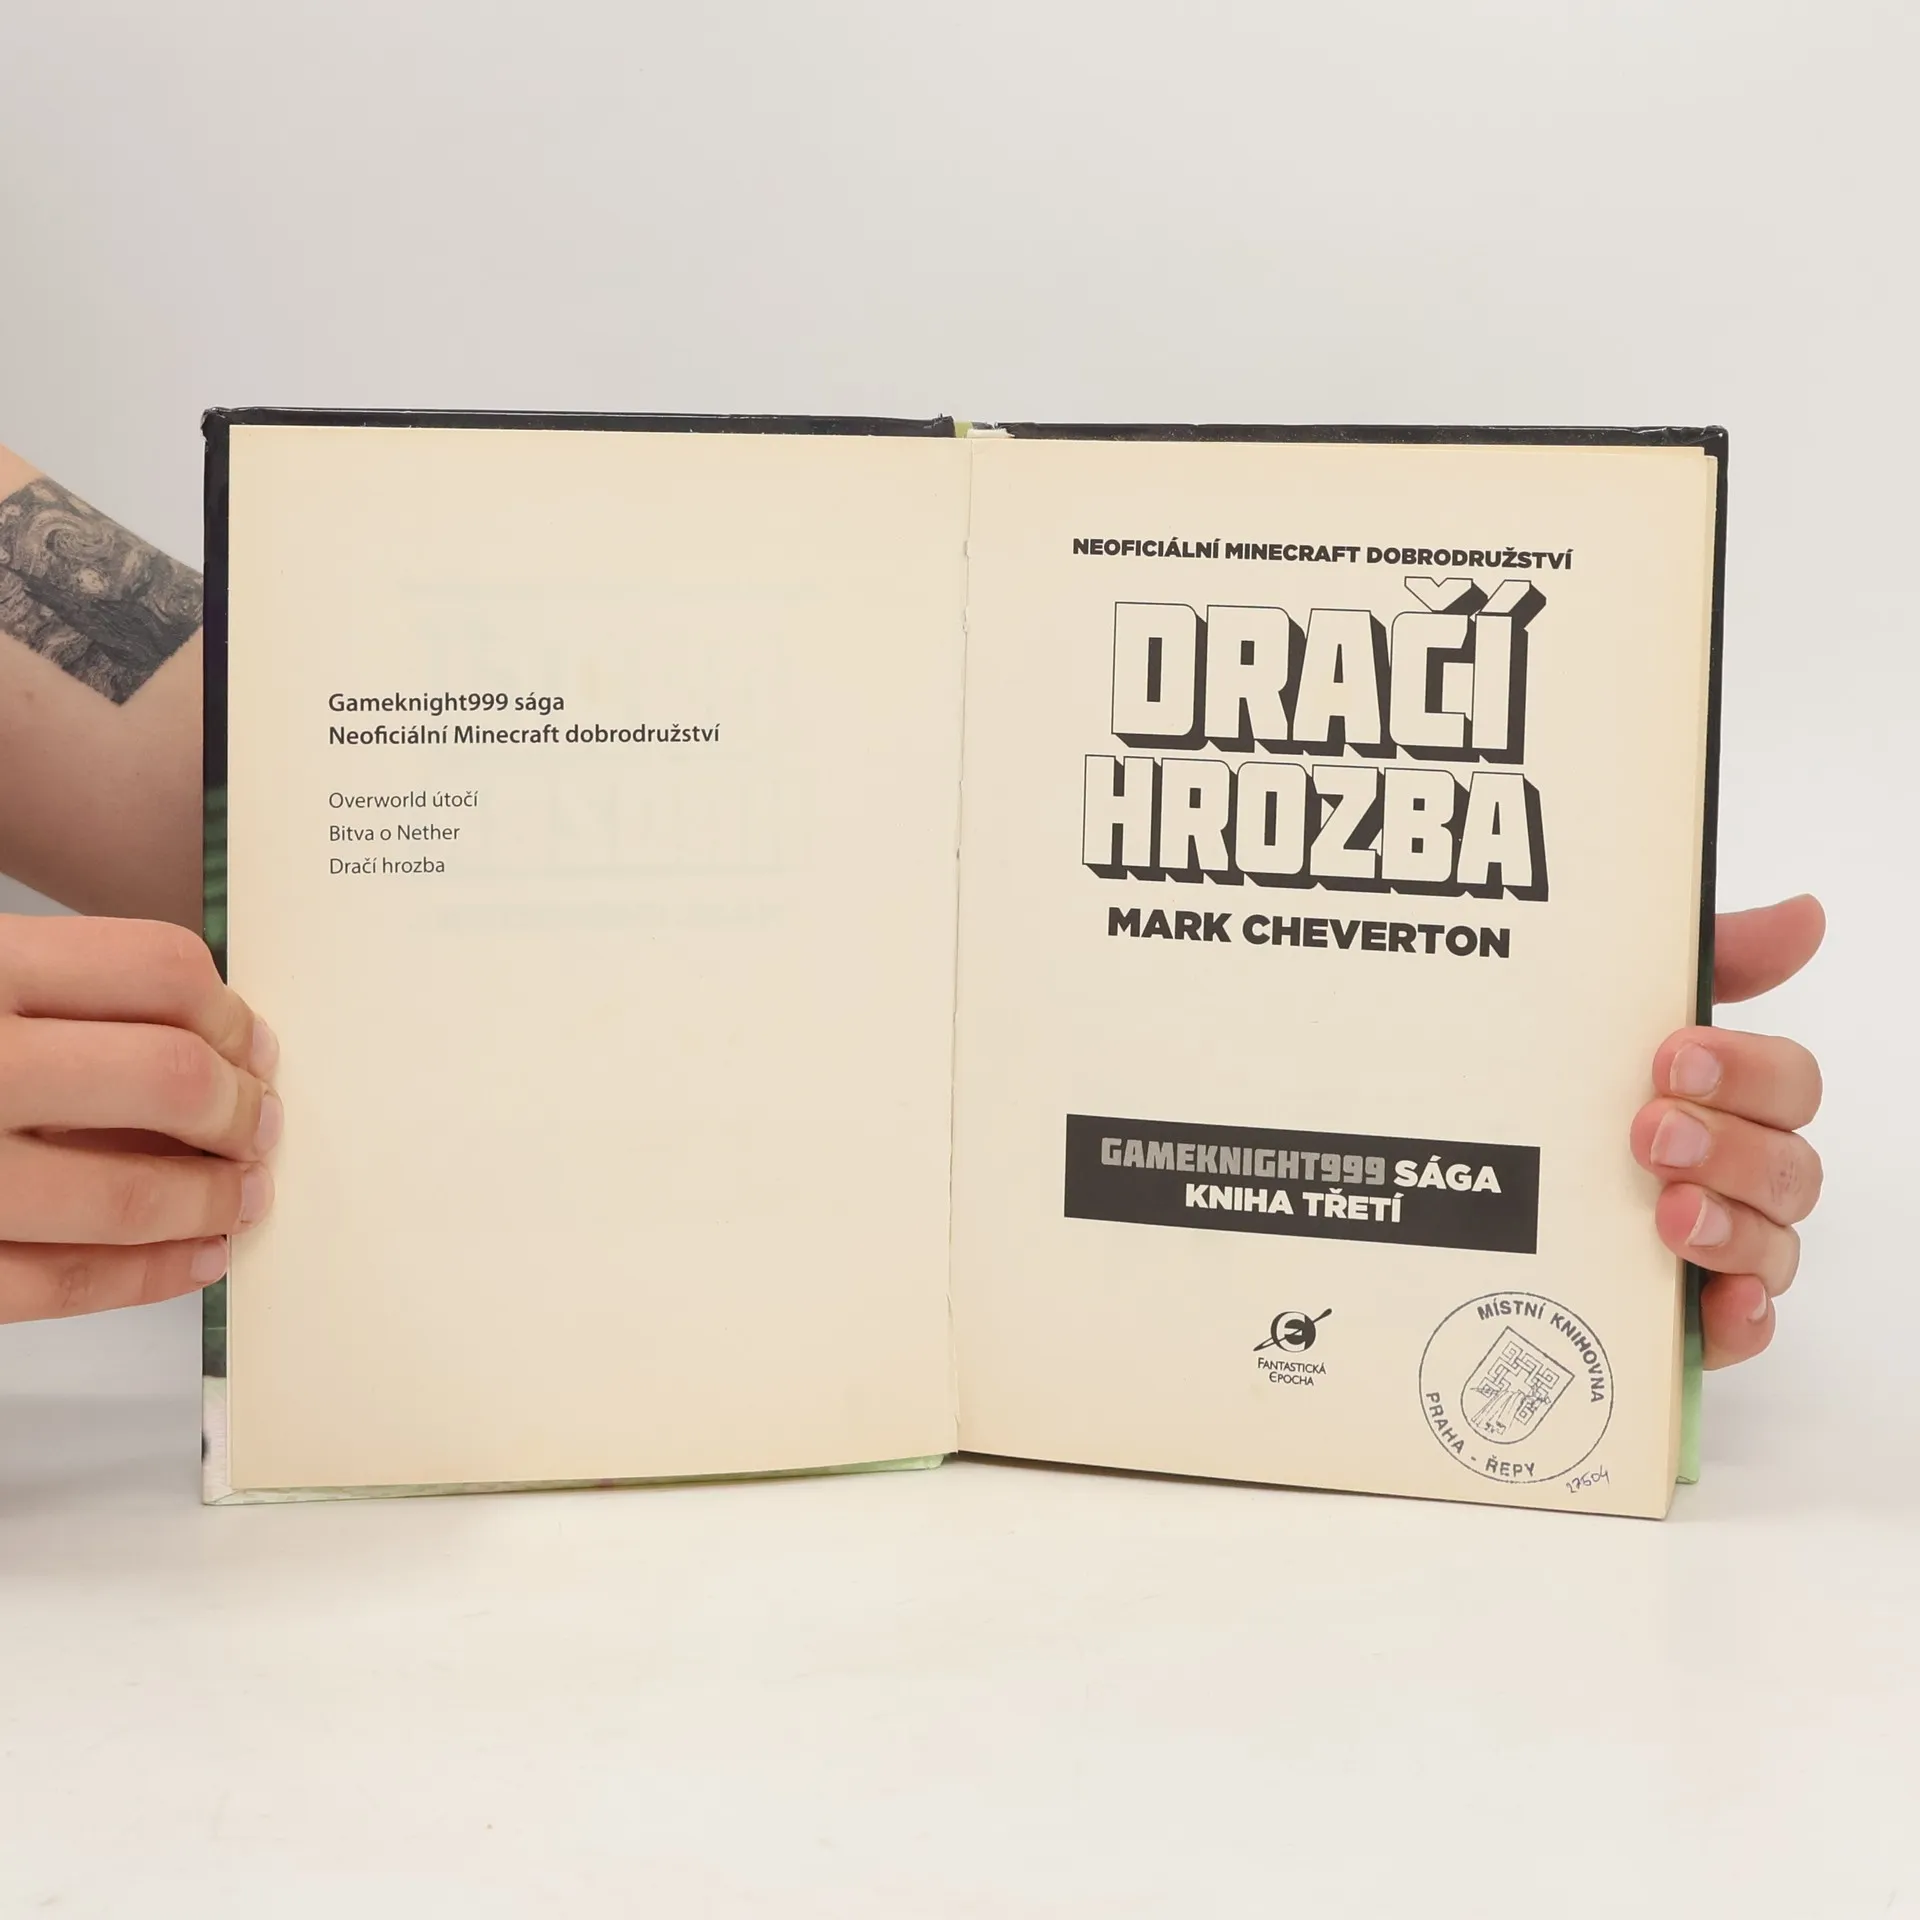 Gameknight999 sága
Neoficiální Minecraft dobrodružství
Overworld útočí
Bitva o Nether
Dračí hrozba
NEOFICIÁLNÍ MINECRAFT DOBRODRUŽSTVÍ
DRAČÍ
HROZBA
MARK CHEVERTON
GAMEKNIGHT999 SÁGA
KNIHA TŘETÍ
FANTASTICKÁ
EPOCHA
MÍSTNÍ KNIHOVNA
PRAHA - ŘEPY
27504